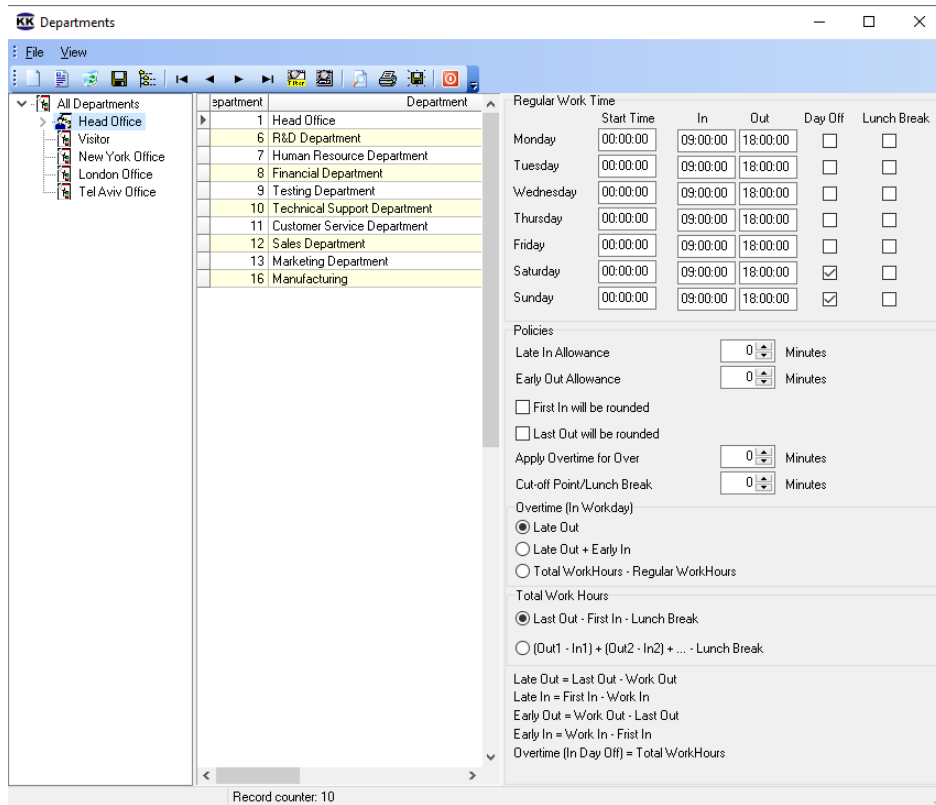 KK Departments
File View
Filter
All Departments
Head Office
Visitor
New York Office
London Office
Tel Aviv Office
epartment Department
1 Head Office
6 R&D Department
7 Human Resource Department
8 Financial Department
9 Testing Department
10 Technical Support Department
11 Customer Service Department
12 Sales Department
13 Marketing Department
16 Manufacturing
Regular Work Time
Start Time In Out Day Off Lunch Break
Monday 00:00:00 09:00:00 18:00:00
Tuesday 00:00:00 09:00:00 18:00:00
Wednesday 00:00:00 09:00:00 18:00:00
Thursday 00:00:00 09:00:00 18:00:00
Friday 00:00:00 09:00:00 18:00:00
Saturday 00:00:00 09:00:00 18:00:00
Sunday 00:00:00 09:00:00 18:00:00
Policies
Late In Allowance 0 Minutes
Early Out Allowance 0 Minutes
First In will be rounded
Last Out will be rounded
Apply Overtime for Over 0 Minutes
Cut-off Point/Lunch Break 0 Minutes
Overtime (In Workday)
Late Out
Late Out + Early In
Total WorkHours - Regular WorkHours
Total Work Hours
Last Out - First In - Lunch Break
(Out1 - In1) + (Out2 - In2) + ... - Lunch Break
Late Out = Last Out - Work Out
Late In = First In - Work In
Early Out = Work Out - Last Out
Early In = Work In - Frist In
Overtime (In Day Off) = Total WorkHours
Record counter: 10